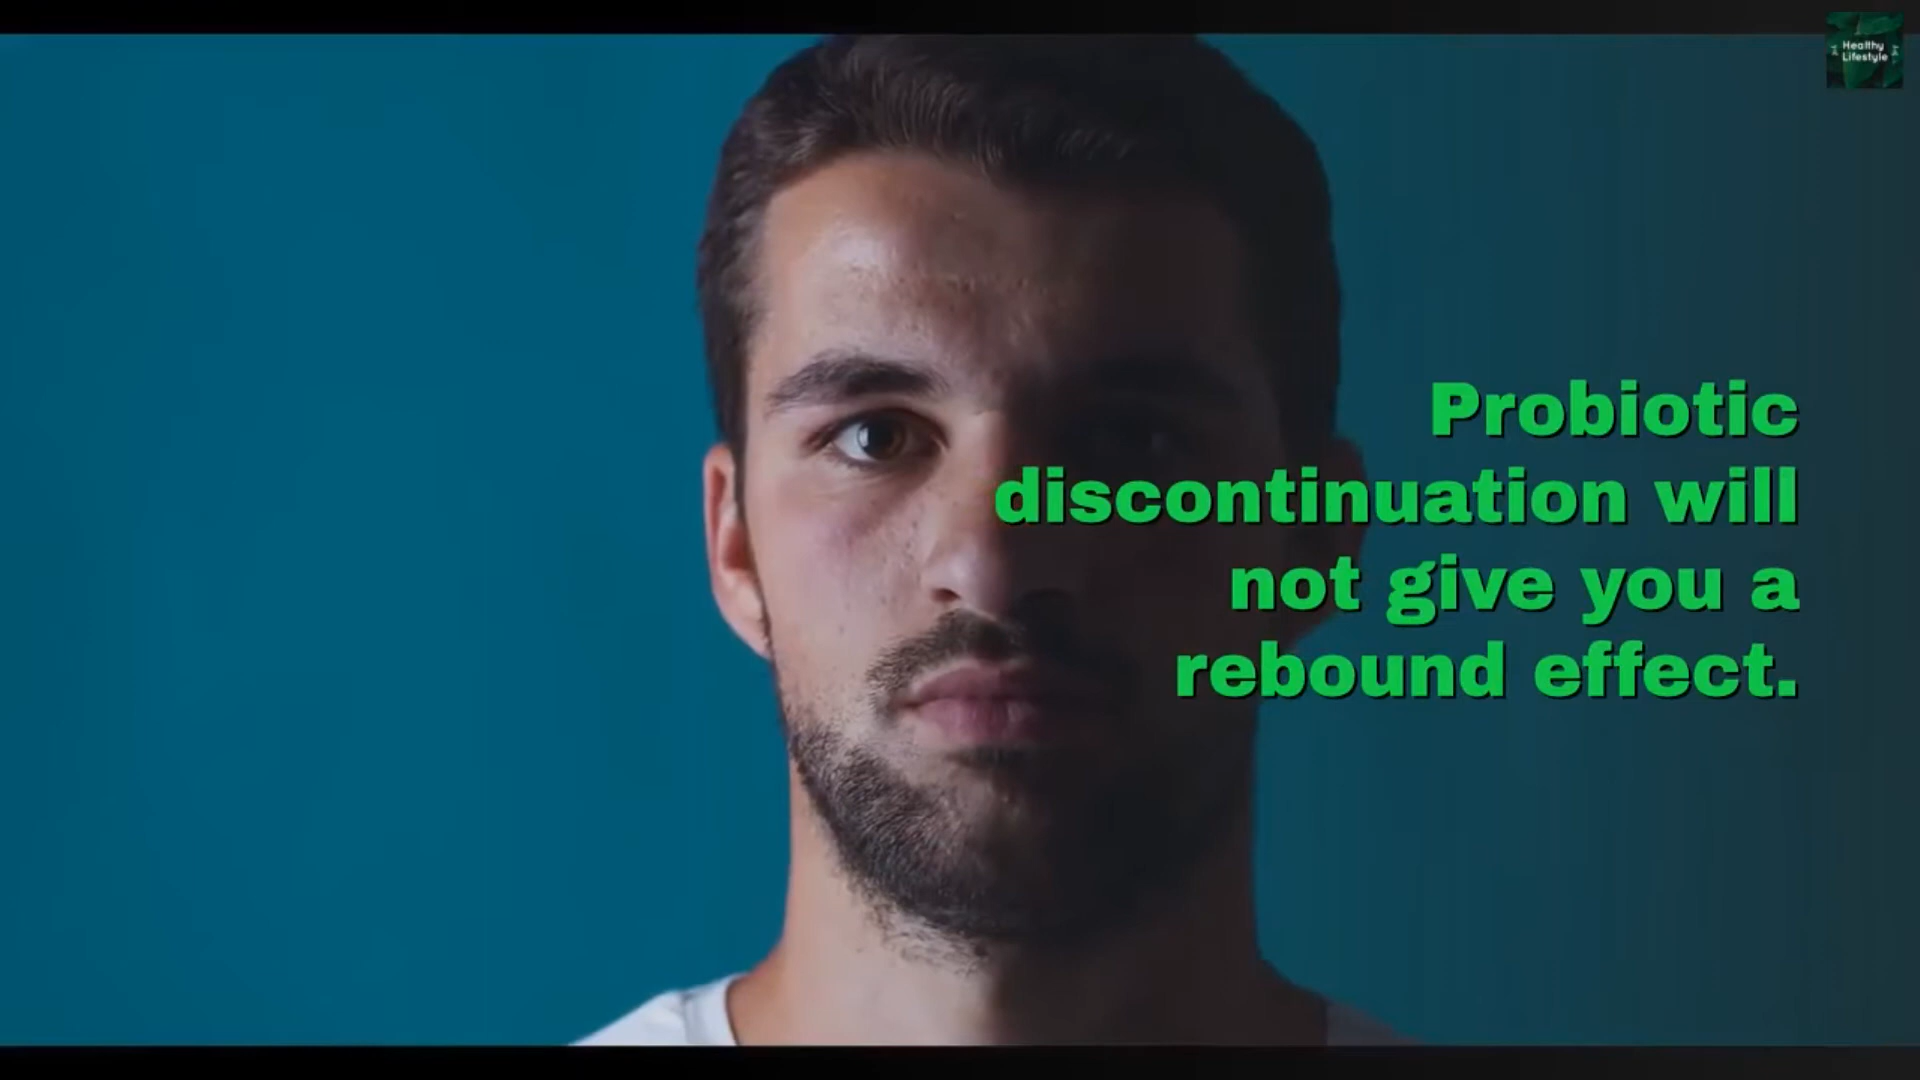 Healthy
Lifestyle
Probiotic
discontinuation will
not give you a
rebound effect.